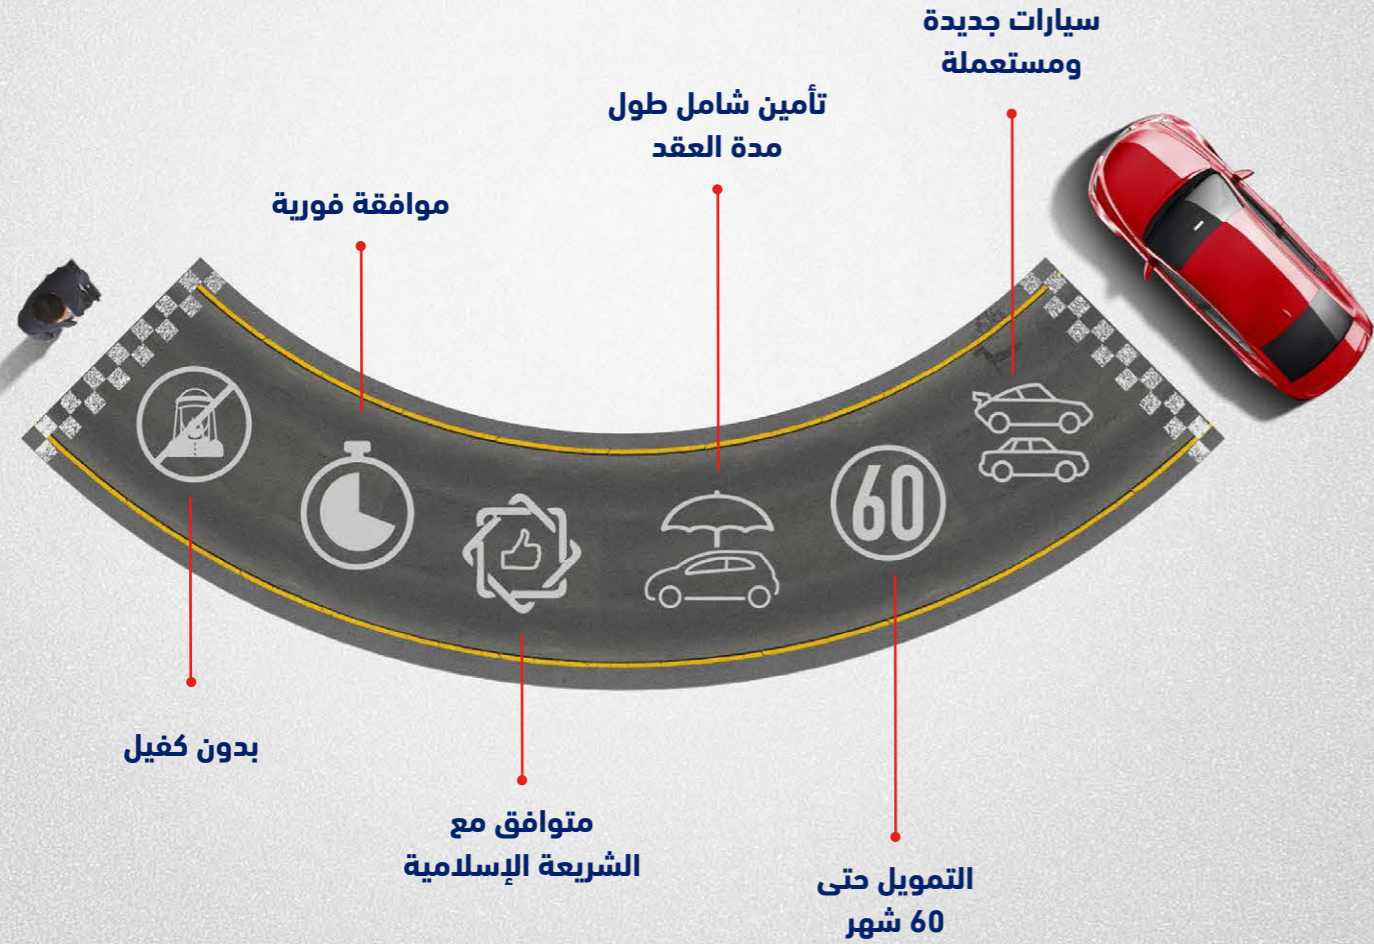 سيارات جديدة
ومستعملة
تأمين شامل طول
مدة العقد
موافقة فورية
60
بدون كفيل
متوافق مع
الشريعة الإسلامية
التمويل حتى
60 شهر